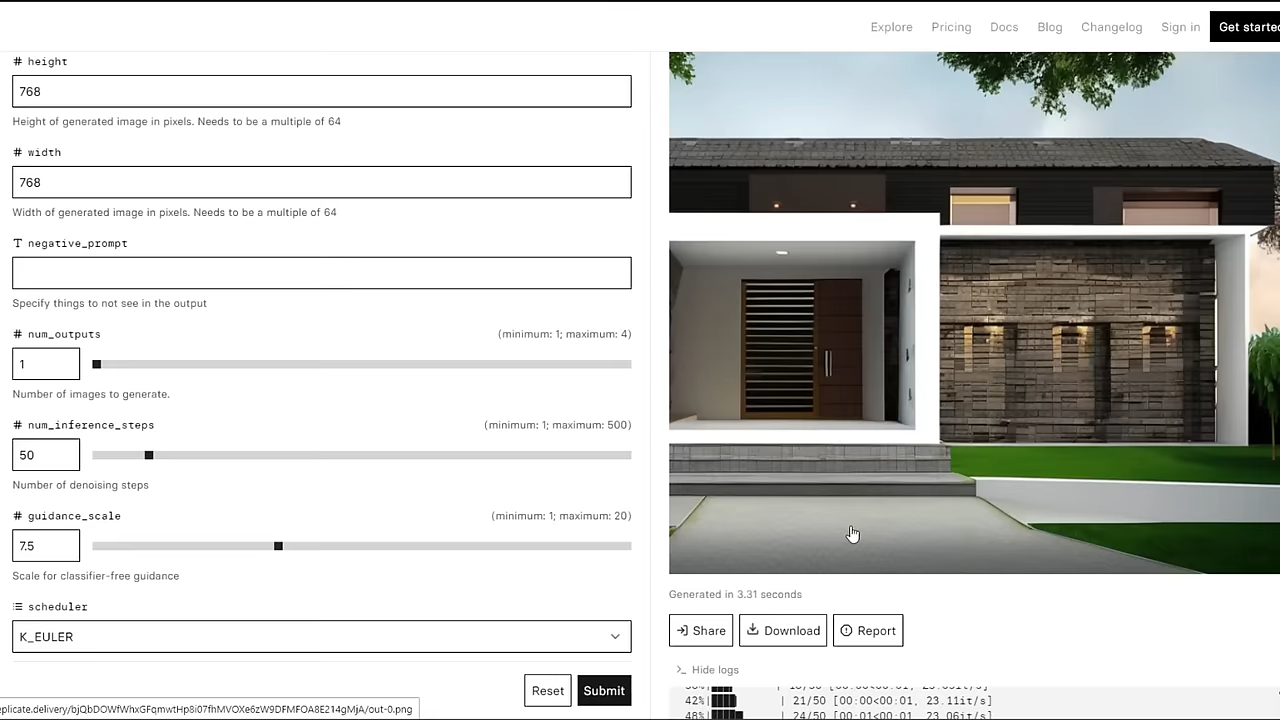 Explore Pricing Docs Blog Changelog Sign in Get started
# height
768
Height of generated image in pixels. Needs to be a multiple of 64
# width
768
Width of generated image in pixels. Needs to be a multiple of 64
T negative_prompt
Specify things to not see in the output
# num_outputs (minimum: 1; maximum: 4)
1
Number of images to generate.
# num_inference_steps (minimum: 1; maximum: 500)
50
Number of denoising steps
# guidance_scale (minimum: 1; maximum: 20)
7.5
Scale for classifier-free guidance
scheduler
K_EULER
Reset Submit
Generated in 3.31 seconds
Share Download Report
>_ Hide logs
42%| | 21/50 [00:00<00:01, 23.11it/s]
48%| | 24/50 [00:01<00:01, 23.06it/s]